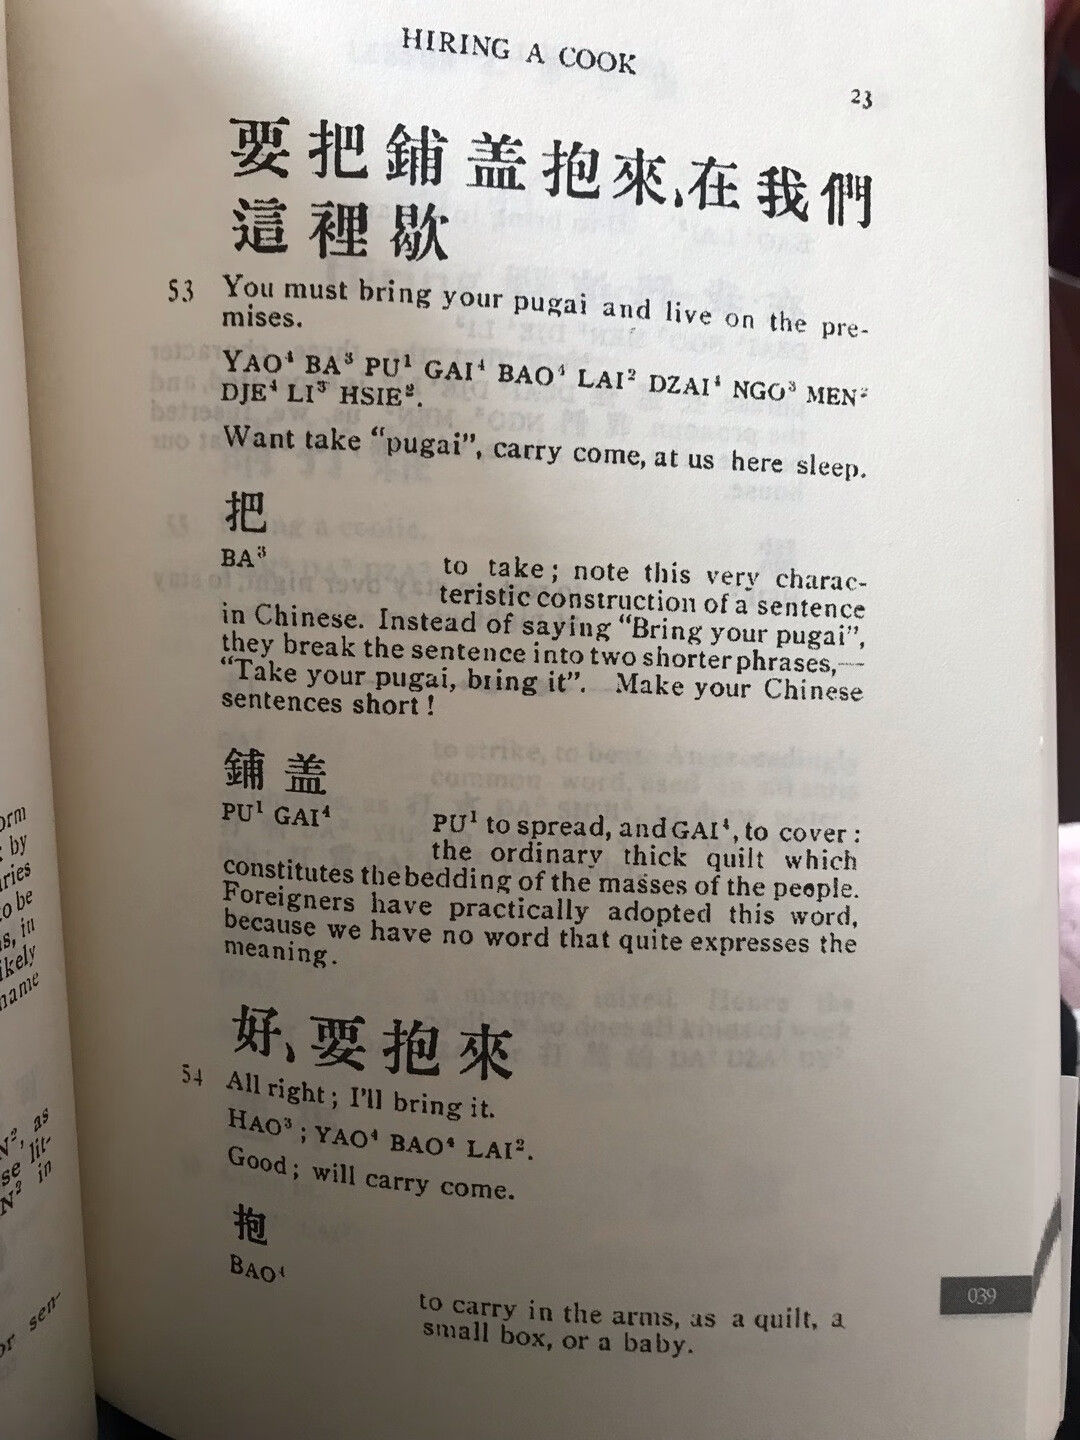 HIRING A COOK
23
要把鋪盖抱來、在我們
這裡歇
53 You must bring your pugai and live on the pre-
mises.
YAO⁴ BA³ PU¹ GAI⁴ BAO⁴ LAI² DZAI⁴ NGO³ MEN²
DJE⁴ LI³ HSIE².
Want take “pugai”, carry come, at us here sleep.
把
BA³ to take; note this very charac-
teristic construction of a sentence
in Chinese. Instead of saying “Bring your pugai”,
they break the sentence into two shorter phrases,—
“Take your pugai, bring it”. Make your Chinese
sentences short!
鋪盖
PU¹ GAI⁴ PU¹ to spread, and GAI⁴, to cover:
the ordinary thick quilt which
constitutes the bedding of the masses of the people.
Foreigners have practically adopted this word,
because we have no word that quite expresses the
meaning.
好、要抱來
54 All right; I'll bring it.
HAO³; YAO⁴ BAO⁴ LAI².
Good; will carry come.
抱
BAO⁴
to carry in the arms, as a quilt, a
small box, or a baby.
039